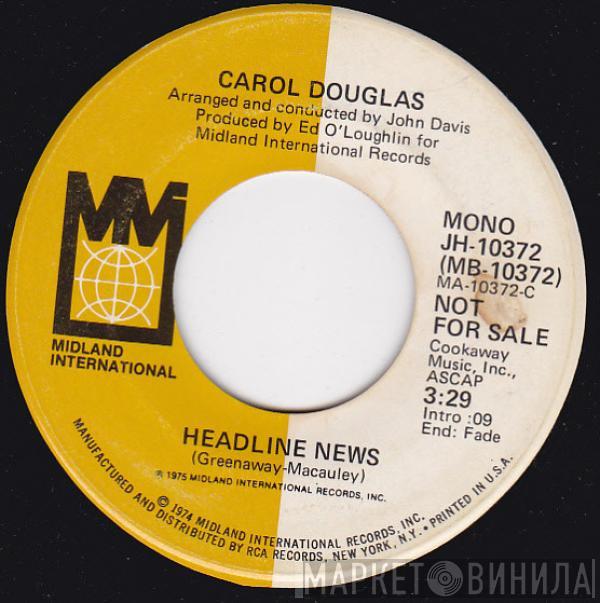 CAROL DOUGLAS
Arranged and conducted by John Davis
Produced by Ed O'Loughlin for
Midland International Records
MMI
MIDLAND
INTERNATIONAL
MONO
JH-10372
(MB-10372)
MA-10372-C
NOT
FOR SALE
Cookaway
Music, Inc.,
ASCAP
3:29
Intro :09
End: Fade
HEADLINE NEWS
(Greenaway-Macauley)
℗ 1975 MIDLAND INTERNATIONAL RECORDS, INC.
© 1974 MIDLAND INTERNATIONAL RECORDS, INC.
MANUFACTURED AND DISTRIBUTED BY RCA RECORDS, NEW YORK, N.Y. • PRINTED IN U.S.A.
МАРКЕТ ВИНИЛА